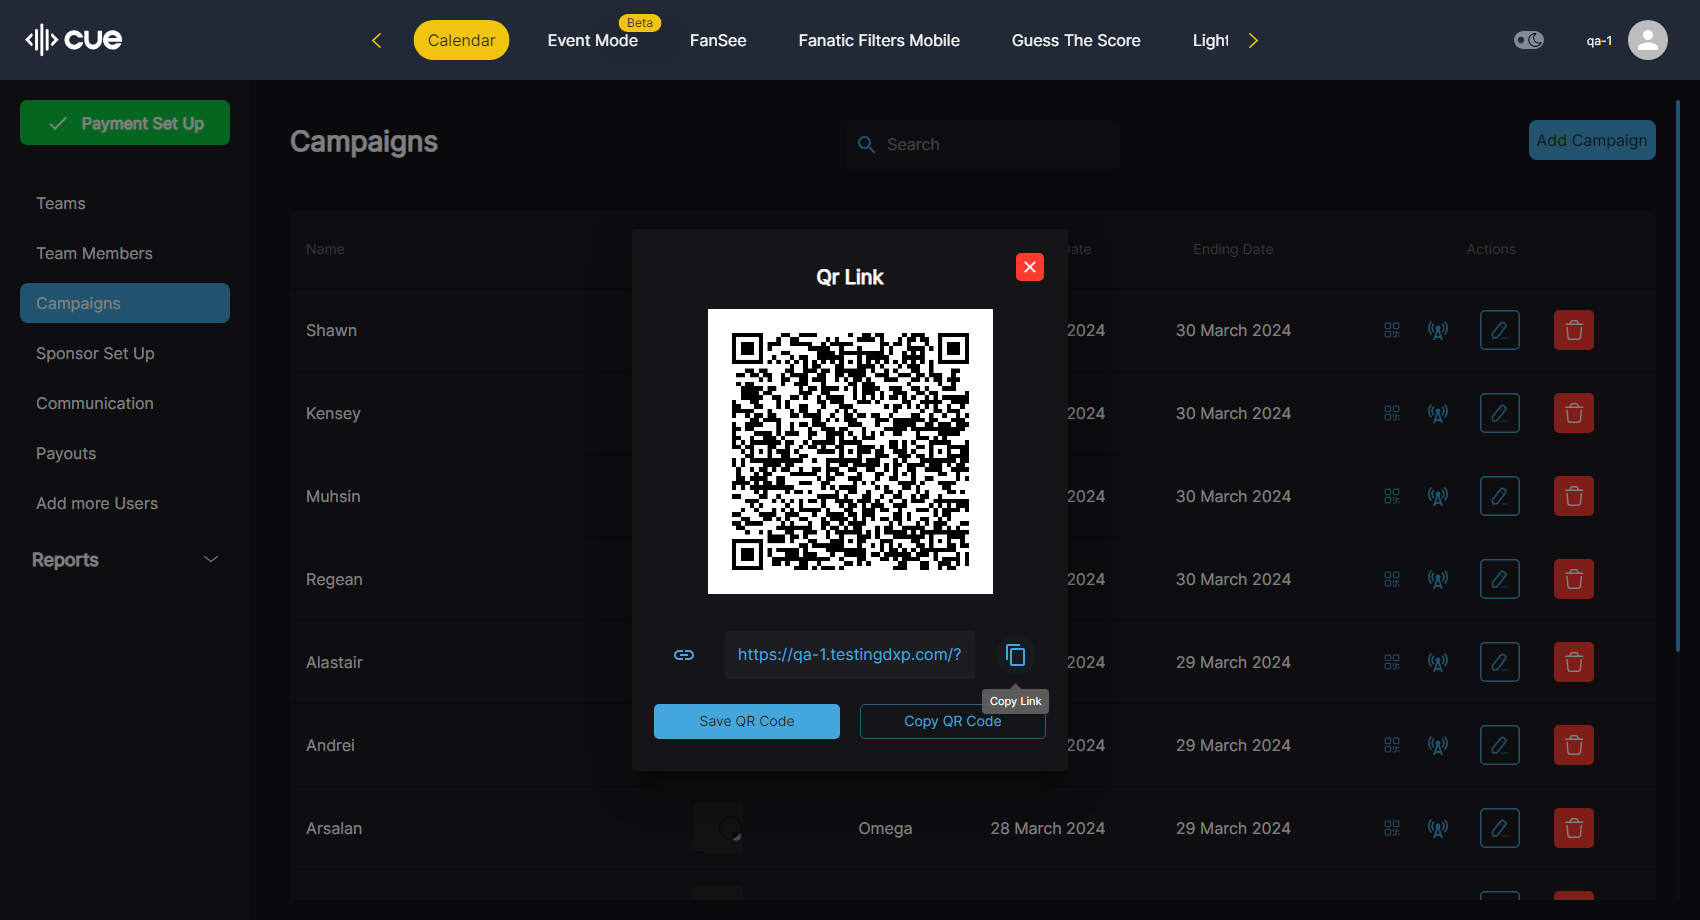 cue
Calendar
Event Mode
Beta
FanSee
Fanatic Filters Mobile
Guess The Score
Light
qa-1
Payment Set Up
Teams
Team Members
Campaigns
Sponsor Set Up
Communication
Payouts
Add more Users
Reports
Campaigns
Search
Add Campaign
Name
Date
Ending Date
Actions
Shawn
2024
30 March 2024
Kensey
2024
30 March 2024
Muhsin
2024
30 March 2024
Regean
2024
30 March 2024
Alastair
2024
29 March 2024
Andrei
2024
29 March 2024
Arsalan
Omega
28 March 2024
29 March 2024
Qr Link
https://qa-1.testingdxp.com/?
Copy Link
Save QR Code
Copy QR Code